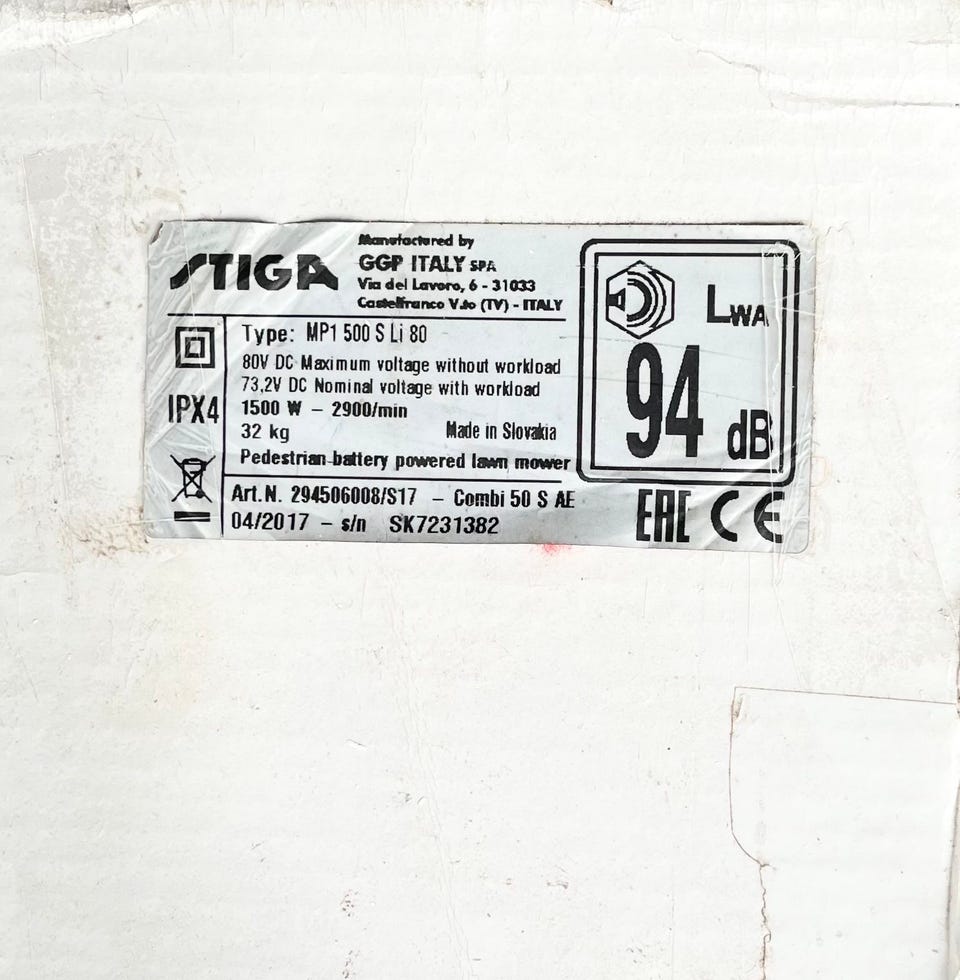 STIGA
Manufactured by
GGP ITALY SPA
Via del Lavoro, 6 - 31033
Castelfranco V.to (TV) - ITALY
Type: MP1 500 S Li 80
80V DC Maximum voltage without workload
73,2V DC Nominal voltage with workload
1500 W - 2900/min
32 kg Made in Slovakia
Pedestrian battery powered lawn mower
IPX4
Art.N. 294506008/S17 - Combi 50 S AE
04/2017 - s/n SK7231382
LWA
94 dB
EAC CE